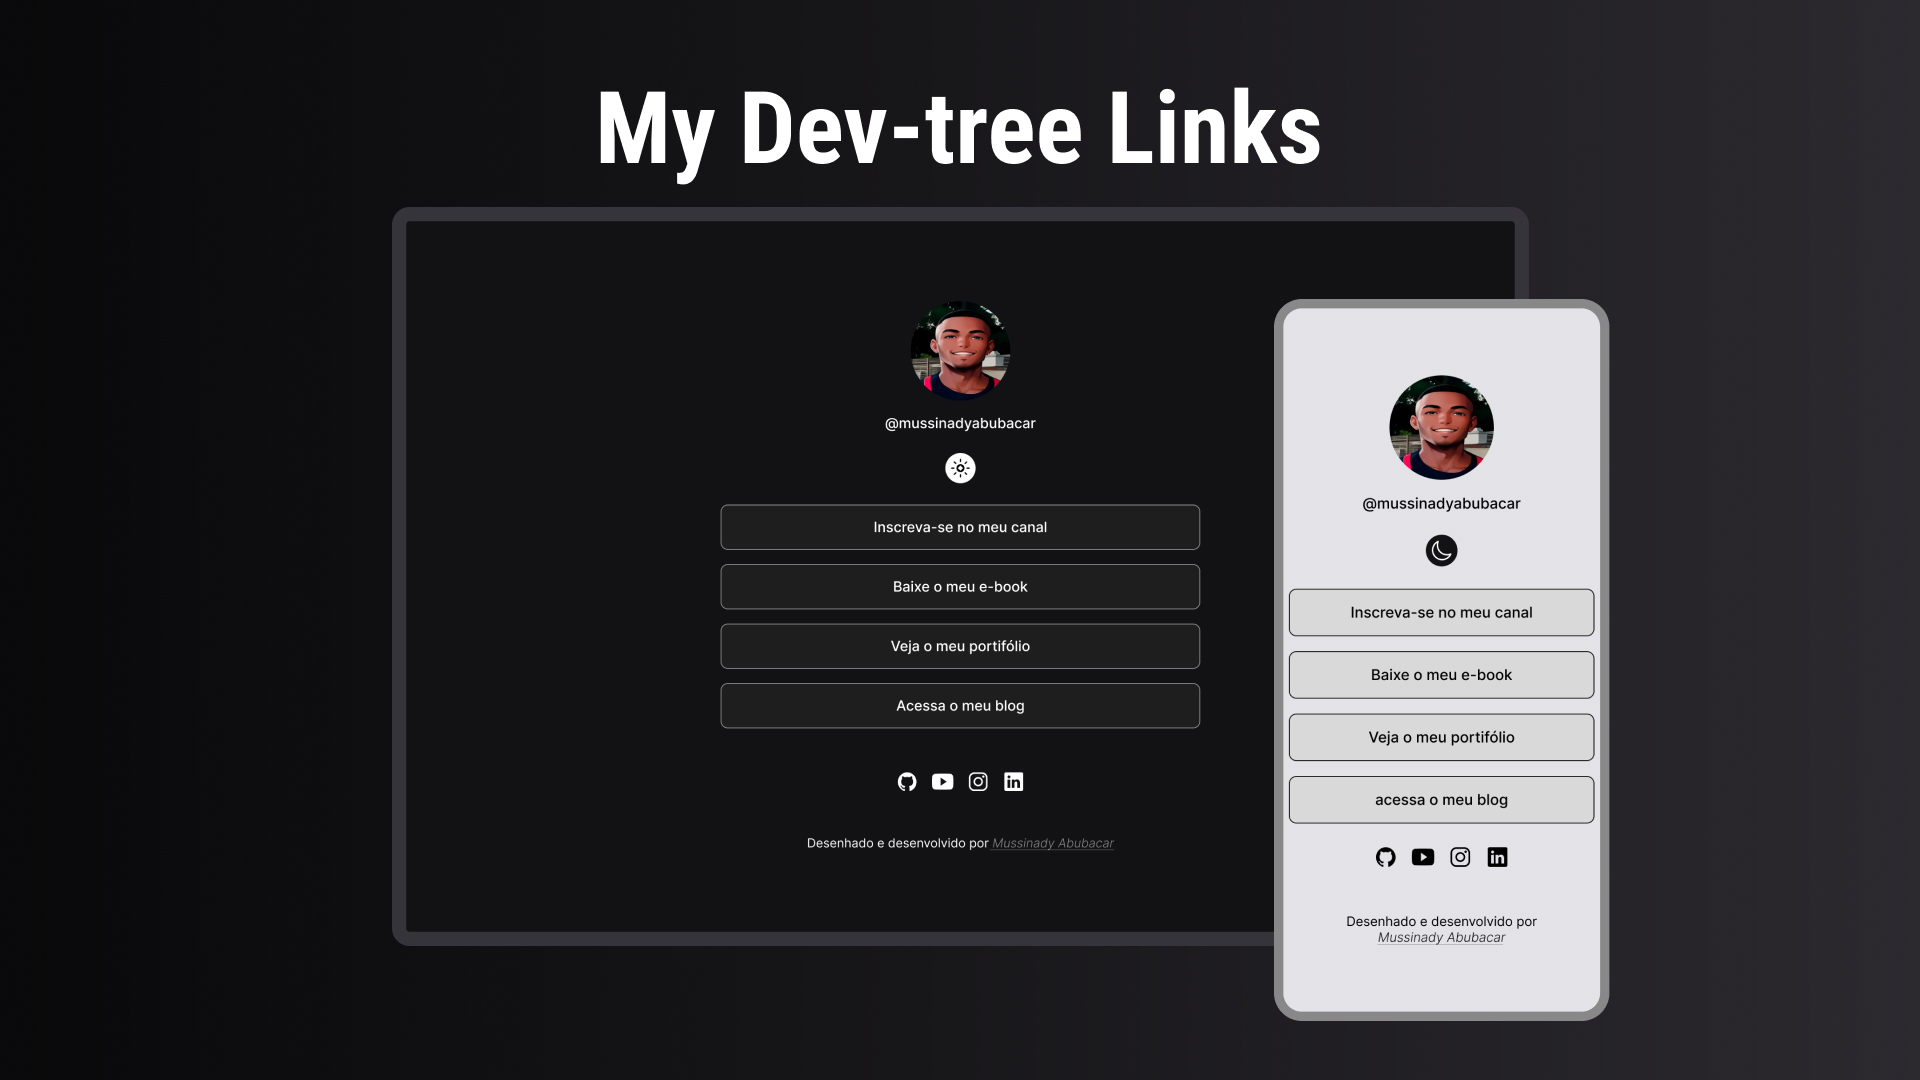 My Dev-tree Links
@mussinadyabubacar
Inscreva-se no meu canal
Baixe o meu e-book
Veja o meu portifólio
Acessa o meu blog
Desenhado e desenvolvido por Mussinady Abubacar
@mussinadyabubacar
Inscreva-se no meu canal
Baixe o meu e-book
Veja o meu portifólio
acessa o meu blog
Desenhado e desenvolvido por
Mussinady Abubacar